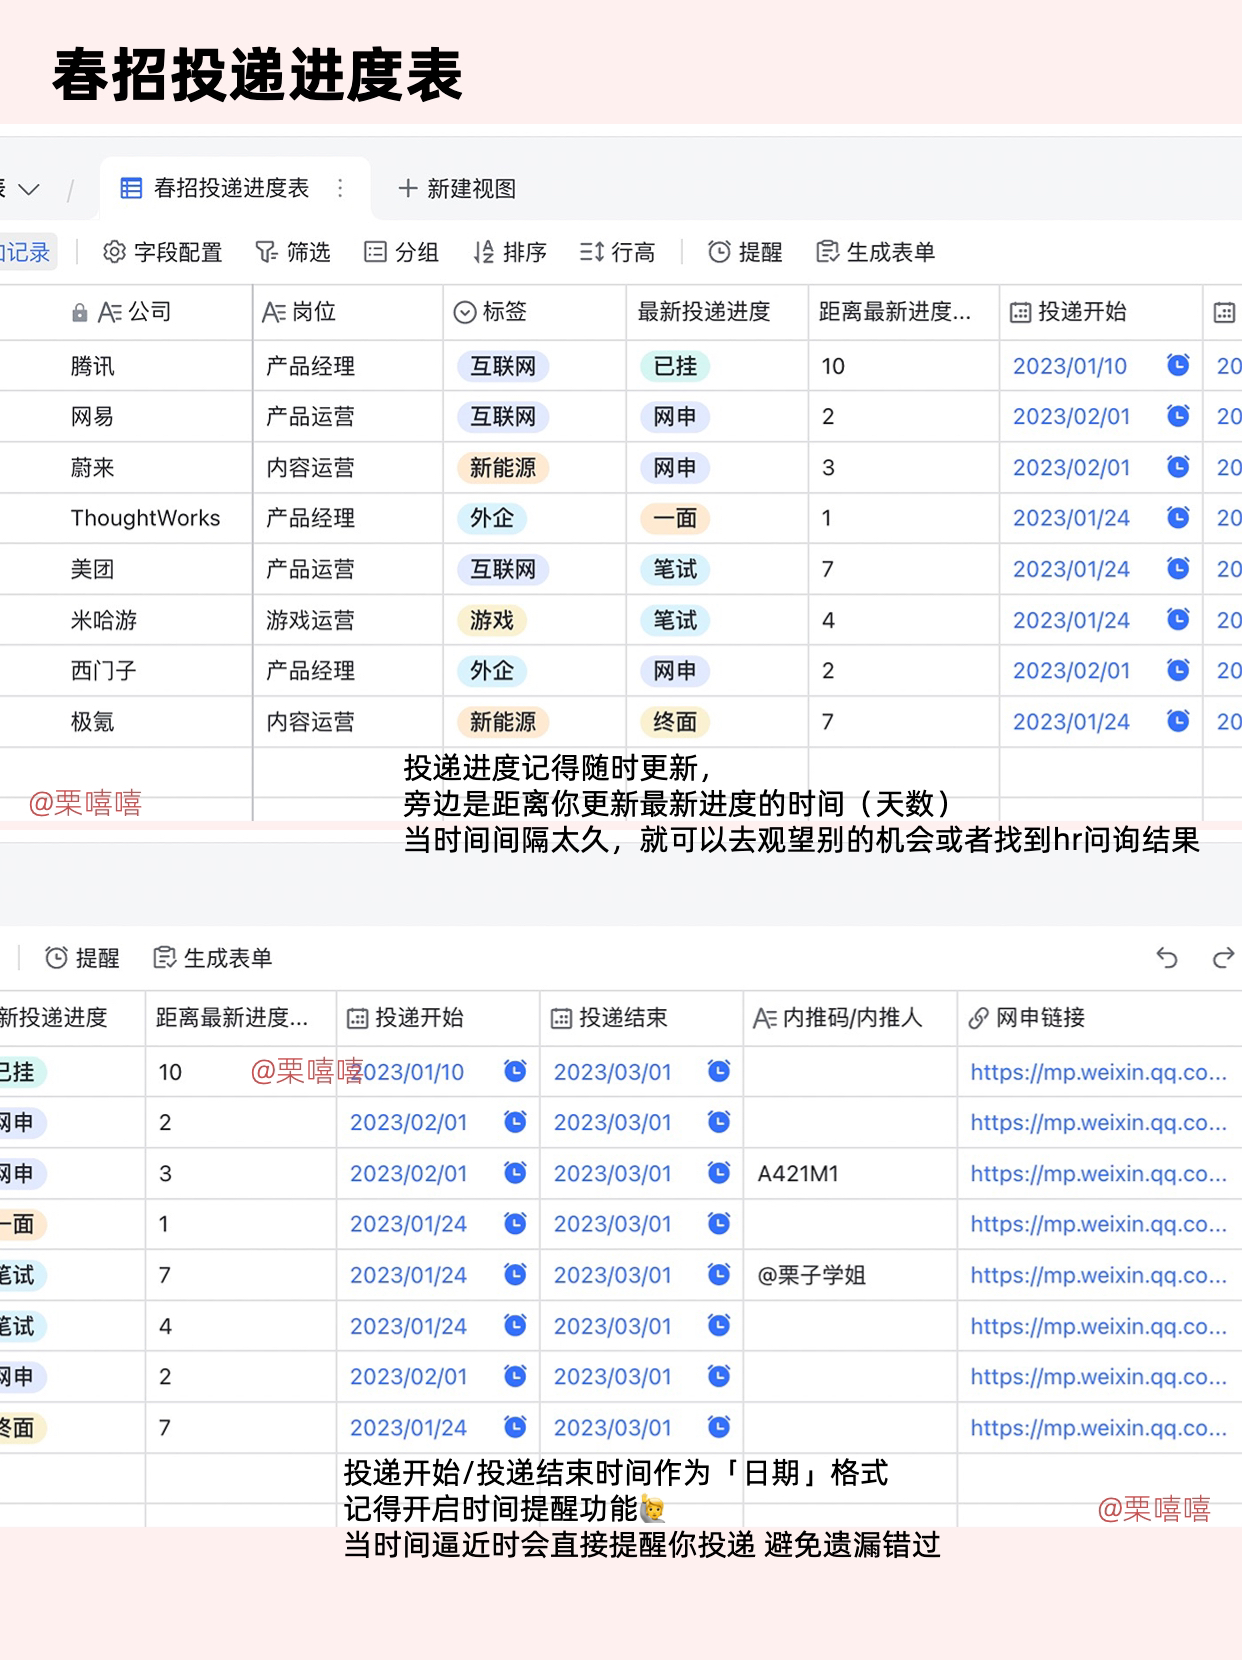 春招投递进度表
表 / 春招投递进度表 + 新建视图
加记录 字段配置 筛选 分组 排序 行高 提醒 生成表单
公司 岗位 标签 最新投递进度 距离最新进度... 投递开始
腾讯 产品经理 互联网 已挂 10 2023/01/10 20
网易 产品运营 互联网 网申 2 2023/02/01 20
蔚来 内容运营 新能源 网申 3 2023/02/01 20
ThoughtWorks 产品经理 外企 一面 1 2023/01/24 20
美团 产品运营 互联网 笔试 7 2023/01/24 20
米哈游 游戏运营 游戏 笔试 4 2023/01/24 20
西门子 产品经理 外企 网申 2 2023/02/01 20
极氪 内容运营 新能源 终面 7 2023/01/24 20
投递进度记得随时更新，
@栗嘻嘻 旁边是距离你更新最新进度的时间（天数）
当时间间隔太久，就可以去观望别的机会或者找到hr问询结果
提醒 生成表单
新投递进度 距离最新进度... 投递开始 投递结束 内推码/内推人 网申链接
已挂 10 @栗嘻嘻 2023/01/10 2023/03/01 https://mp.weixin.qq.co...
网申 2 2023/02/01 2023/03/01 https://mp.weixin.qq.co...
网申 3 2023/02/01 2023/03/01 A421M1 https://mp.weixin.qq.co...
一面 1 2023/01/24 2023/03/01 https://mp.weixin.qq.co...
笔试 7 2023/01/24 2023/03/01 @栗子学姐 https://mp.weixin.qq.co...
笔试 4 2023/01/24 2023/03/01 https://mp.weixin.qq.co...
网申 2 2023/02/01 2023/03/01 https://mp.weixin.qq.co...
终面 7 2023/01/24 2023/03/01 https://mp.weixin.qq.co...
投递开始/投递结束时间作为「日期」格式
记得开启时间提醒功能🙋 @栗嘻嘻
当时间逼近时会直接提醒你投递 避免遗漏错过